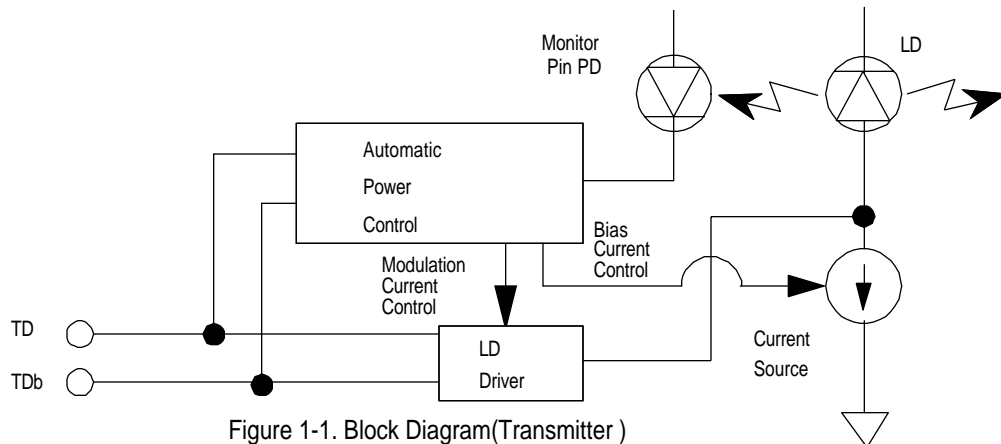 Monitor
Pin PD
LD
Automatic
Power
Control
Bias
Current
Control
Modulation
Current
Control
TD
LD
Driver
Current
Source
TDb
Figure 1-1. Block Diagram(Transmitter )